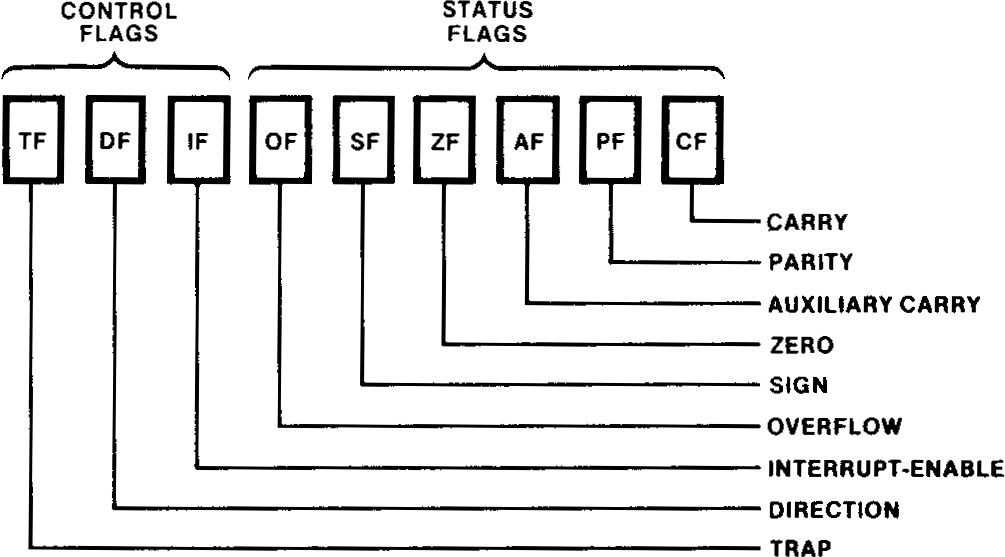 CONTROL
FLAGS
STATUS
FLAGS
TF DF IF OF SF ZF AF PF CF
CARRY
PARITY
AUXILIARY CARRY
ZERO
SIGN
OVERFLOW
INTERRUPT-ENABLE
DIRECTION
TRAP